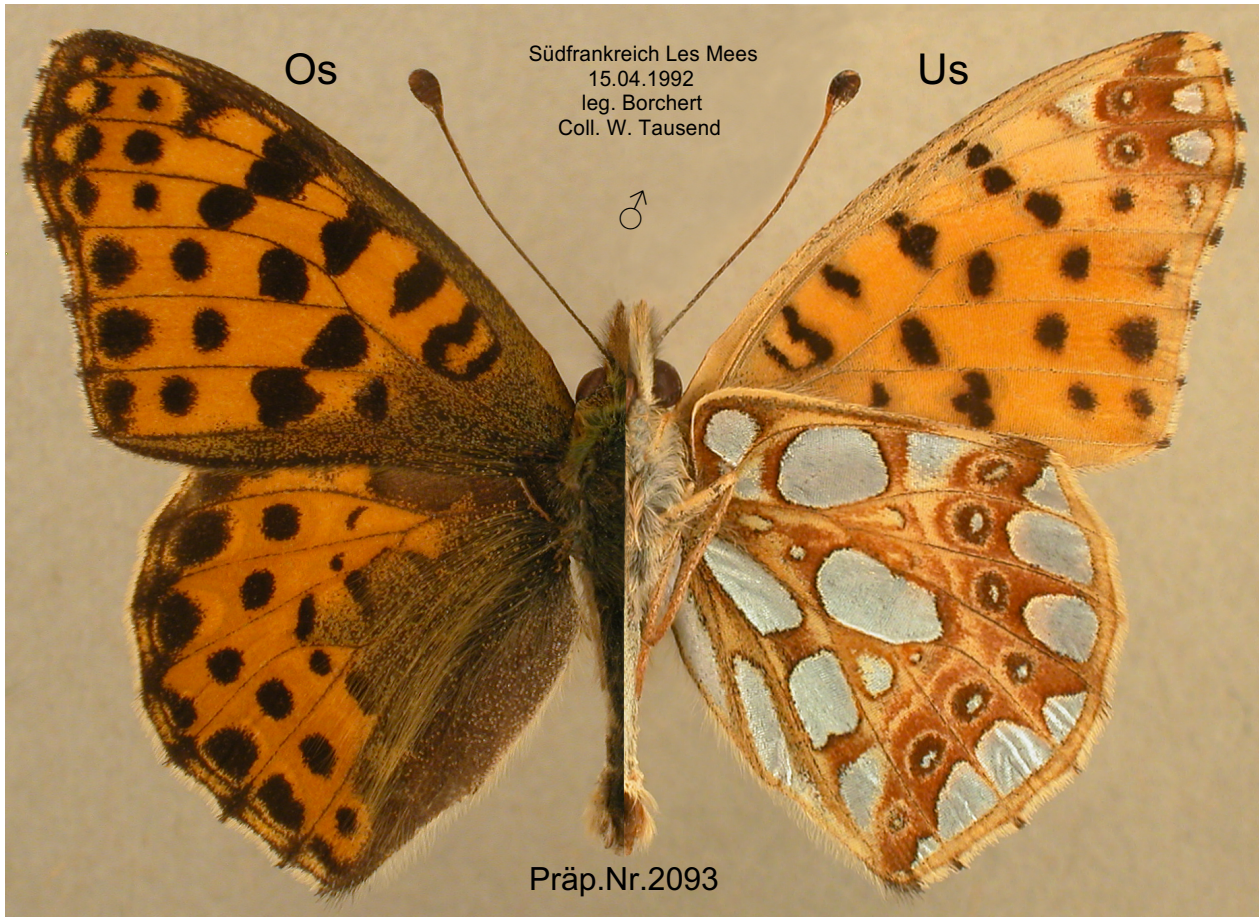 Os
Südfrankreich Les Mees
15.04.1992
leg. Borchert
Coll. W. Tausend
♂
Us
Präp.Nr.2093